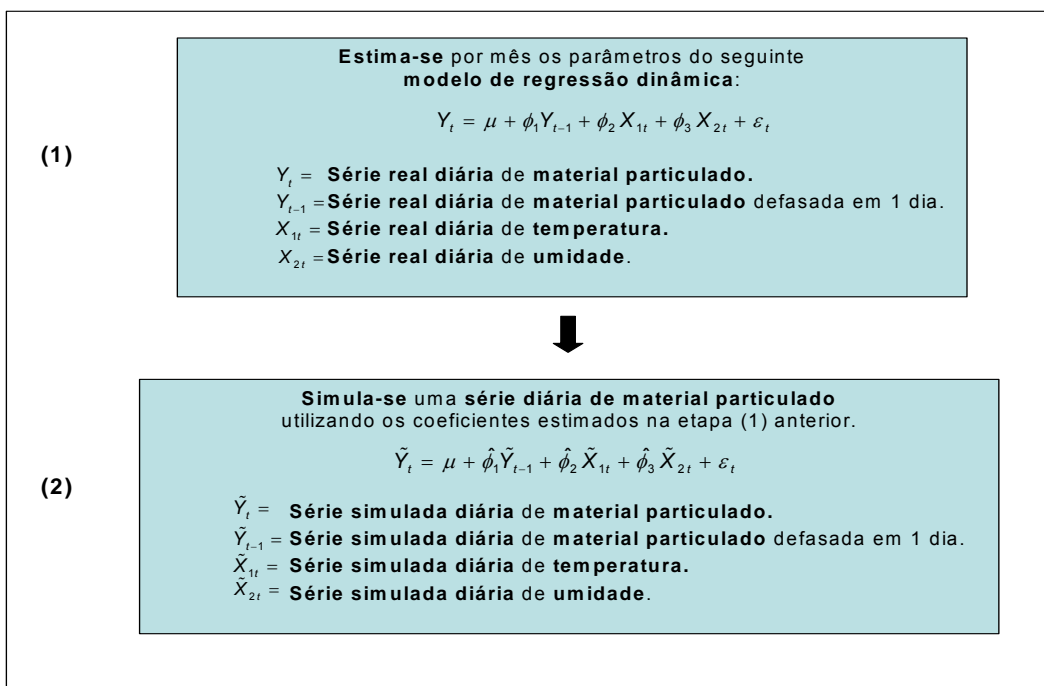 Estima-se por mês os parâmetros do seguinte
modelo de regressão dinâmica:
Y_t = μ + ϕ_1 Y_{t−1} + ϕ_2 X_{1t} + ϕ_3 X_{2t} + ε_t
(1)
Y_t = Série real diária de material particulado.
Y_{t−1} = Série real diária de material particulado defasada em 1 dia.
X_{1t} = Série real diária de temperatura.
X_{2t} = Série real diária de umidade.
Simula-se uma série diária de material particulado
utilizando os coeficientes estimados na etapa (1) anterior.
Ỹ_t = μ + ϕ̂_1 Ỹ_{t−1} + ϕ̂_2 X̃_{1t} + ϕ̂_3 X̃_{2t} + ε_t
(2)
Ỹ_t = Série simulada diária de material particulado.
Ỹ_{t−1} = Série simulada diária de material particulado defasada em 1 dia.
X̃_{1t} = Série simulada diária de temperatura.
X̃_{2t} = Série simulada diária de umidade.